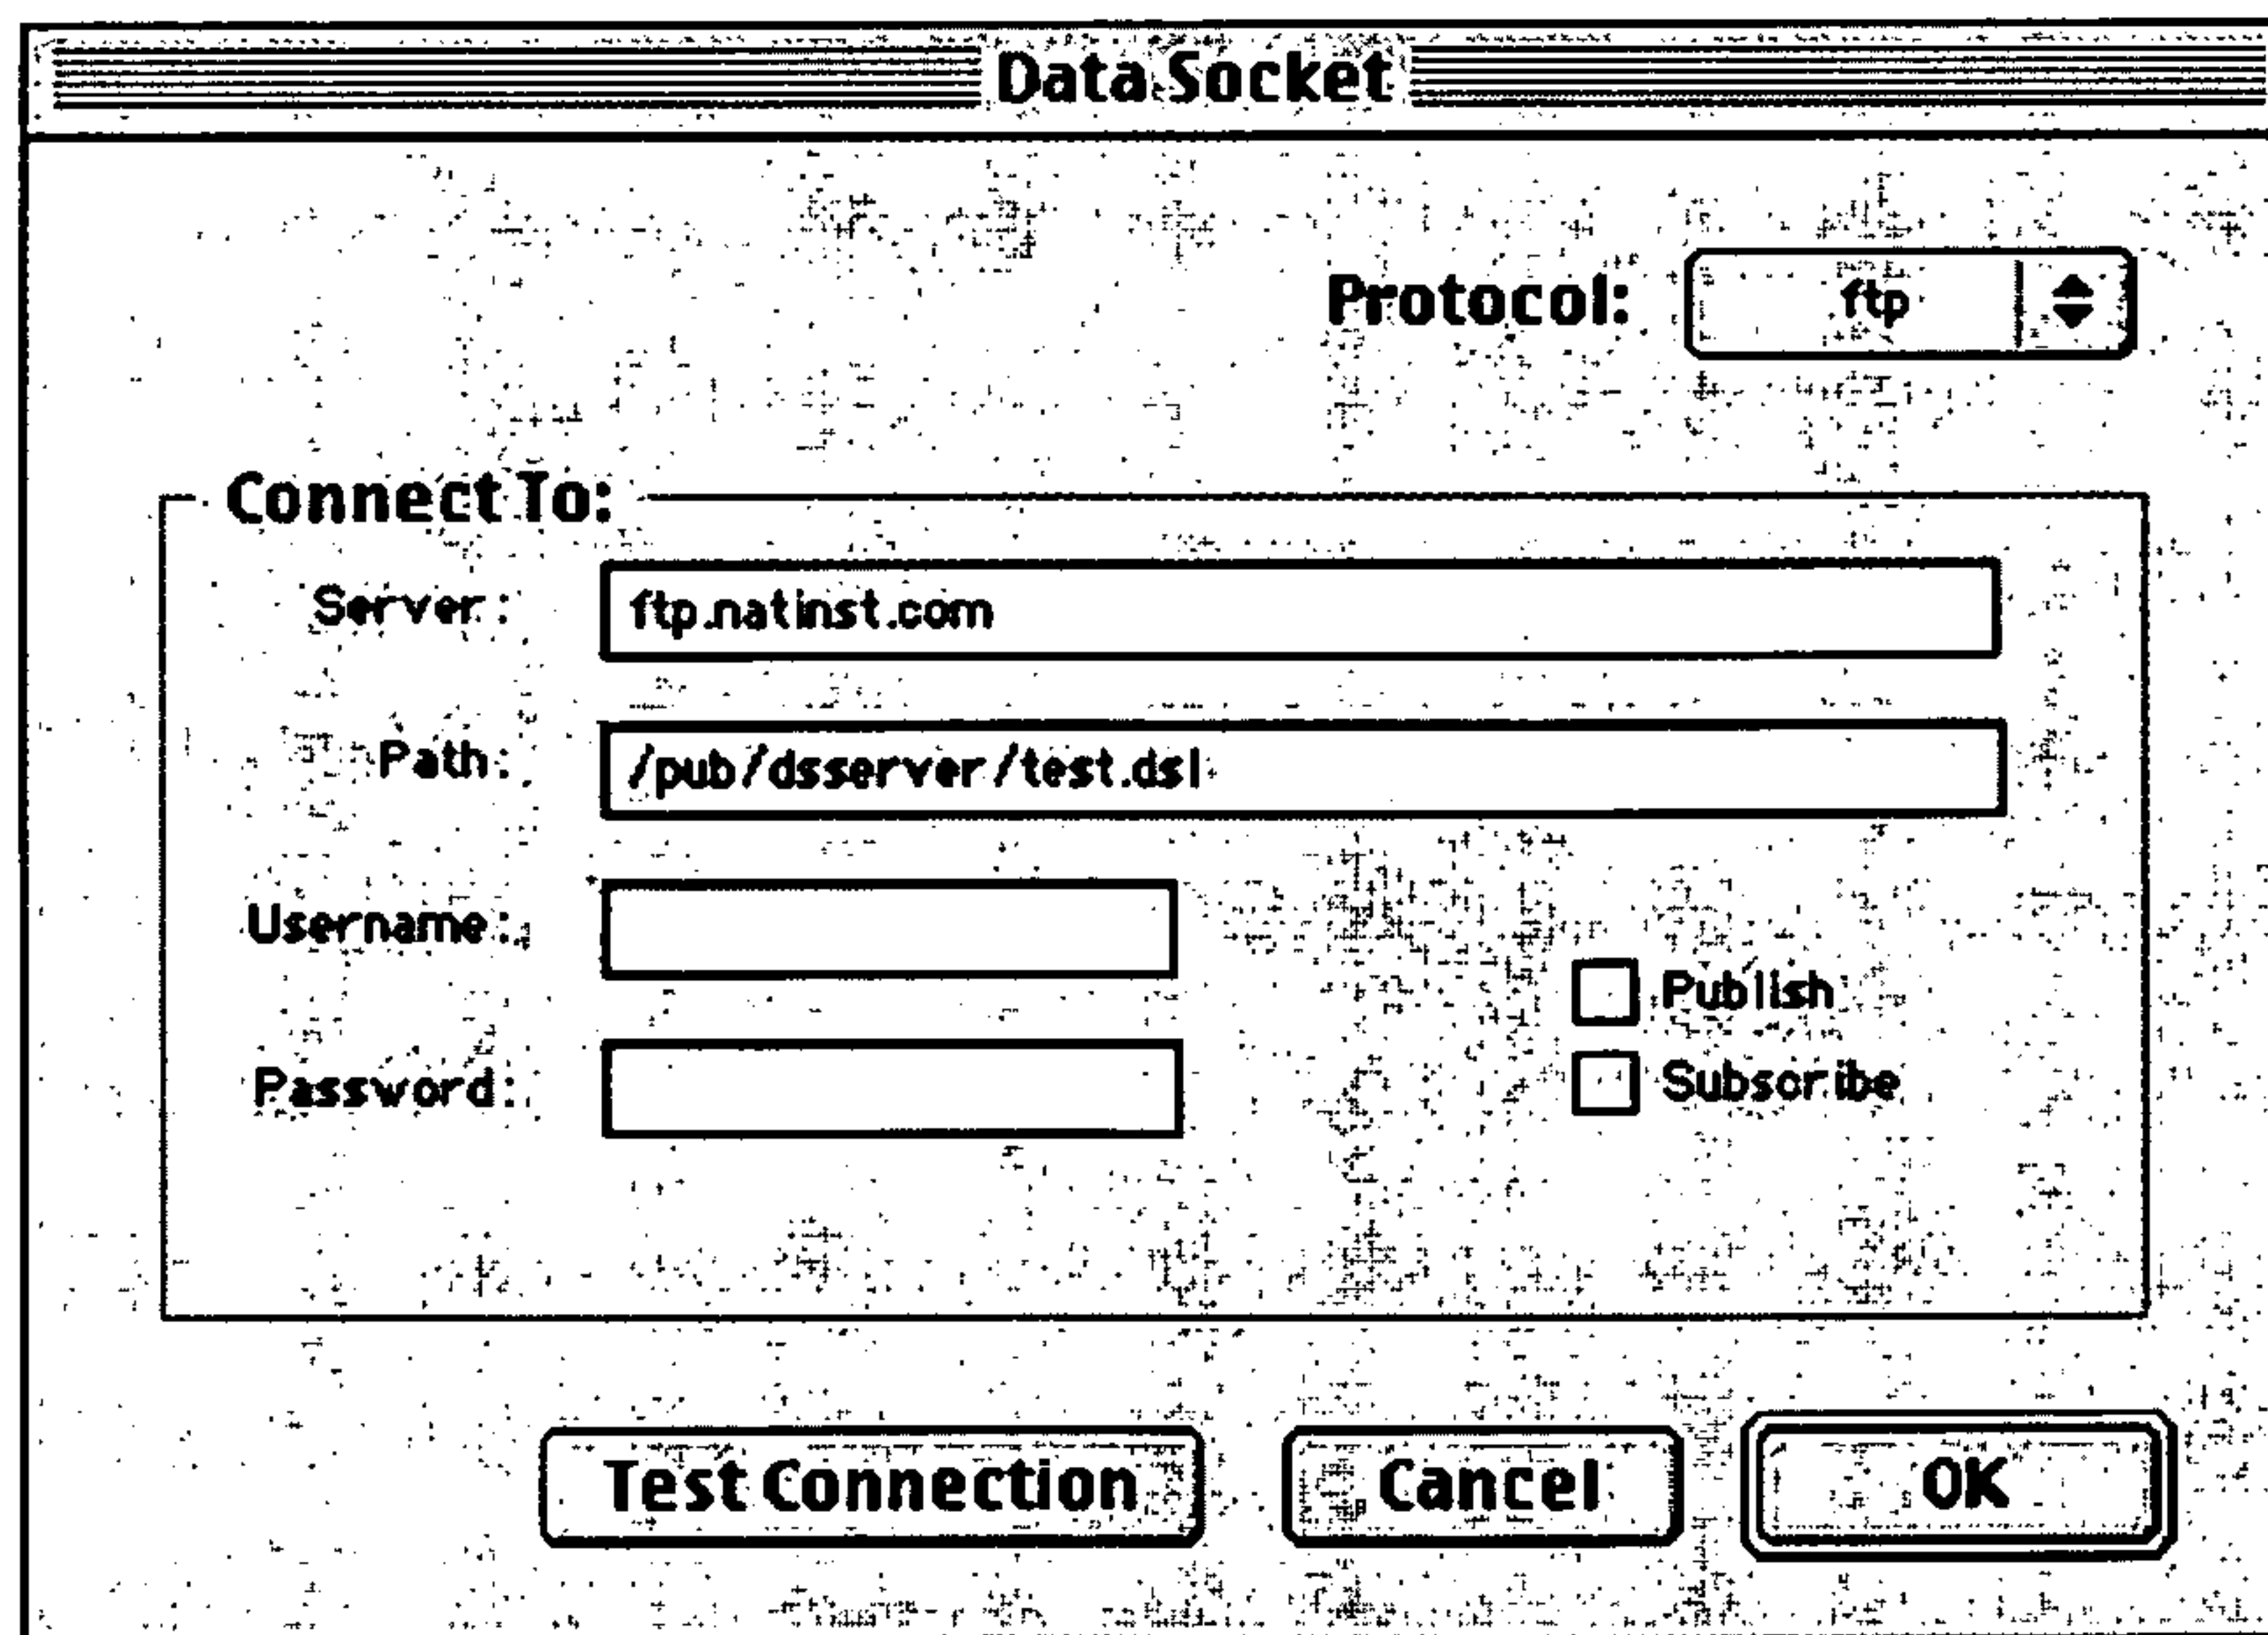 Data Socket
Protocol: ftp
Connect To:
Server: ftp.natinst.com
Path: /pub/dsserver/test.dsl
Username:
Publish
Subscribe
Password:
Test Connection Cancel OK